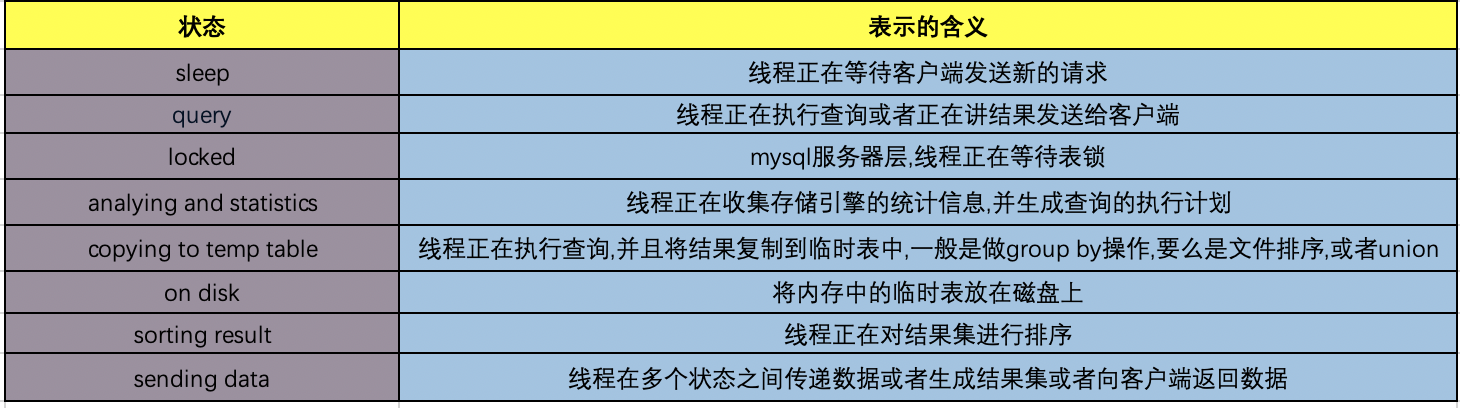 状态 表示的含义
sleep 线程正在等待客户端发送新的请求
query 线程正在执行查询或者正在讲结果发送给客户端
locked mysql服务器层,线程正在等待表锁
analying and statistics 线程正在收集存储引擎的统计信息,并生成查询的执行计划
copying to temp table 线程正在执行查询,并且将结果复制到临时表中,一般是做group by操作,要么是文件排序,或者union
on disk 将内存中的临时表放在磁盘上
sorting result 线程正在对结果集进行排序
sending data 线程在多个状态之间传递数据或者生成结果集或者向客户端返回数据